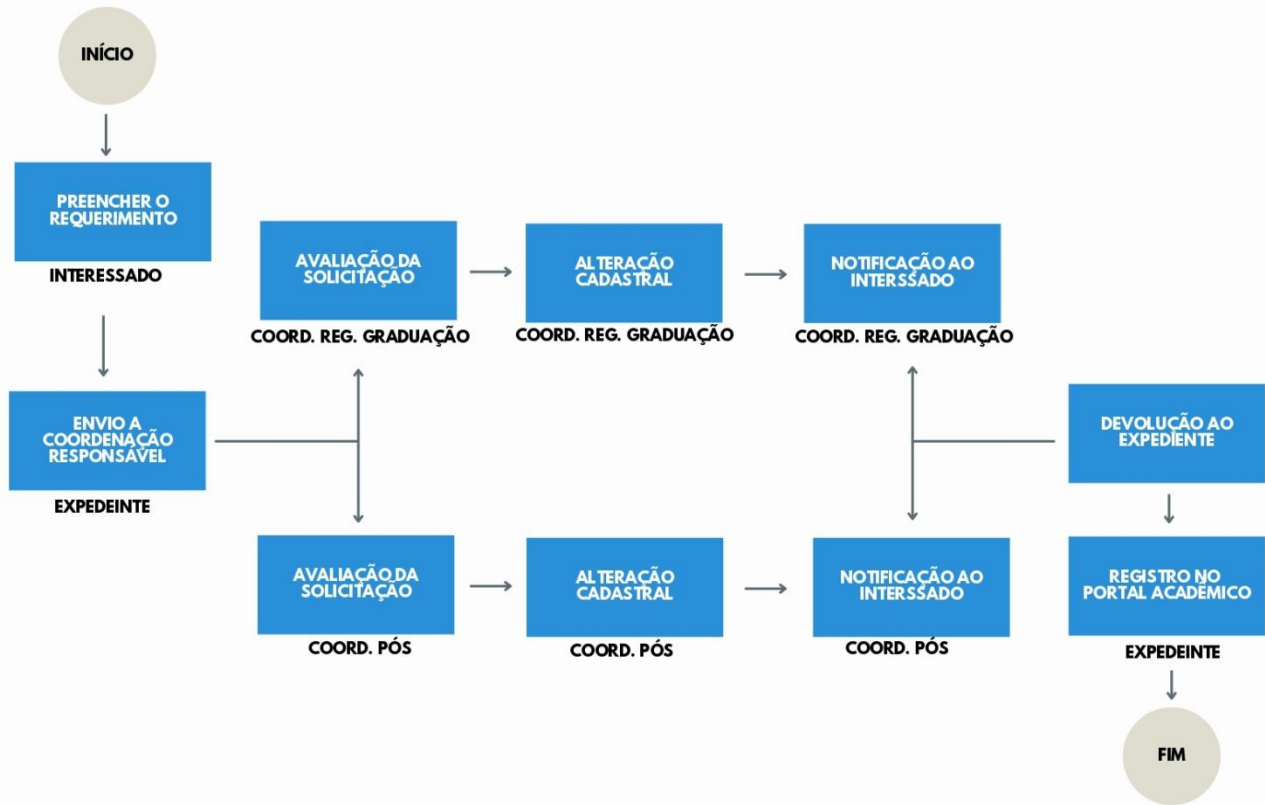 INÍCIO
PREENCHER O
REQUERIMENTO
INTERESSADO
ENVIO A
COORDENAÇÃO
RESPONSÁVEL
EXPEDEINTE
AVALIAÇÃO DA
SOLICITAÇÃO
COORD. REG. GRADUAÇÃO
ALTERAÇÃO
CADASTRAL
COORD. REG. GRADUAÇÃO
NOTIFICAÇÃO AO
INTERSSADO
COORD. REG. GRADUAÇÃO
AVALIAÇÃO DA
SOLICITAÇÃO
COORD. PÓS
ALTERAÇÃO
CADASTRAL
COORD. PÓS
NOTIFICAÇÃO AO
INTERSSADO
COORD. PÓS
DEVOLUÇÃO AO
EXPEDIENTE
REGISTRO NO
PORTAL ACADÊMICO
EXPEDEINTE
FIM